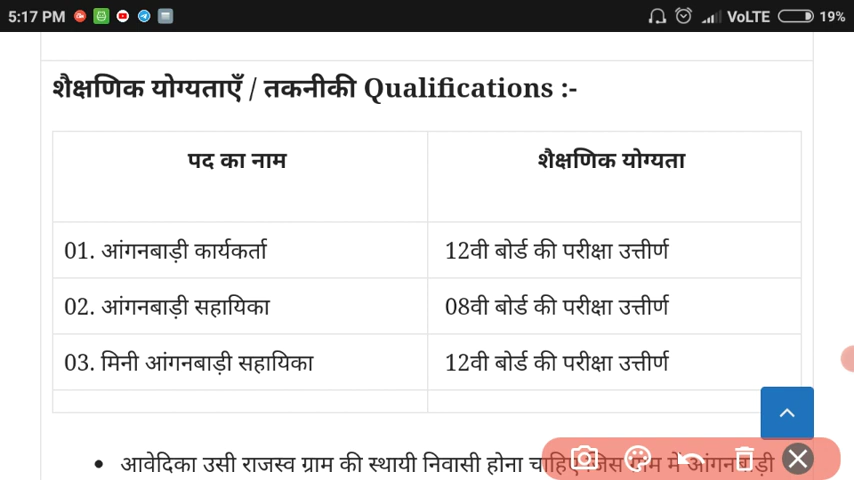 5:17 PM VoLTE 19%
शैक्षणिक योग्यताएँ / तकनीकी Qualifications :-
पद का नाम शैक्षणिक योग्यता
01. आंगनबाड़ी कार्यकर्ता 12वी बोर्ड की परीक्षा उत्तीर्ण
02. आंगनबाड़ी सहायिका 08वी बोर्ड की परीक्षा उत्तीर्ण
03. मिनी आंगनबाड़ी सहायिका 12वी बोर्ड की परीक्षा उत्तीर्ण
• आवेदिका उसी राजस्व ग्राम की स्थायी निवासी होना चाहिए जिस ग्राम में आंगनबाड़ी